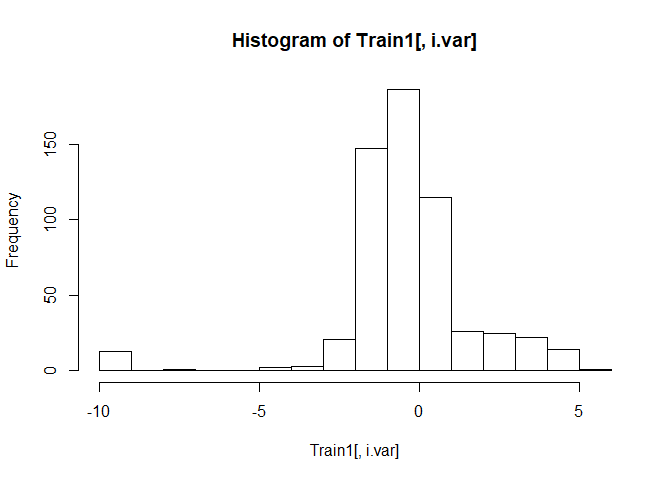 Histogram of Train1[, i.var]
Frequency
150
100
50
0
-10 -5 0 5
Train1[, i.var]